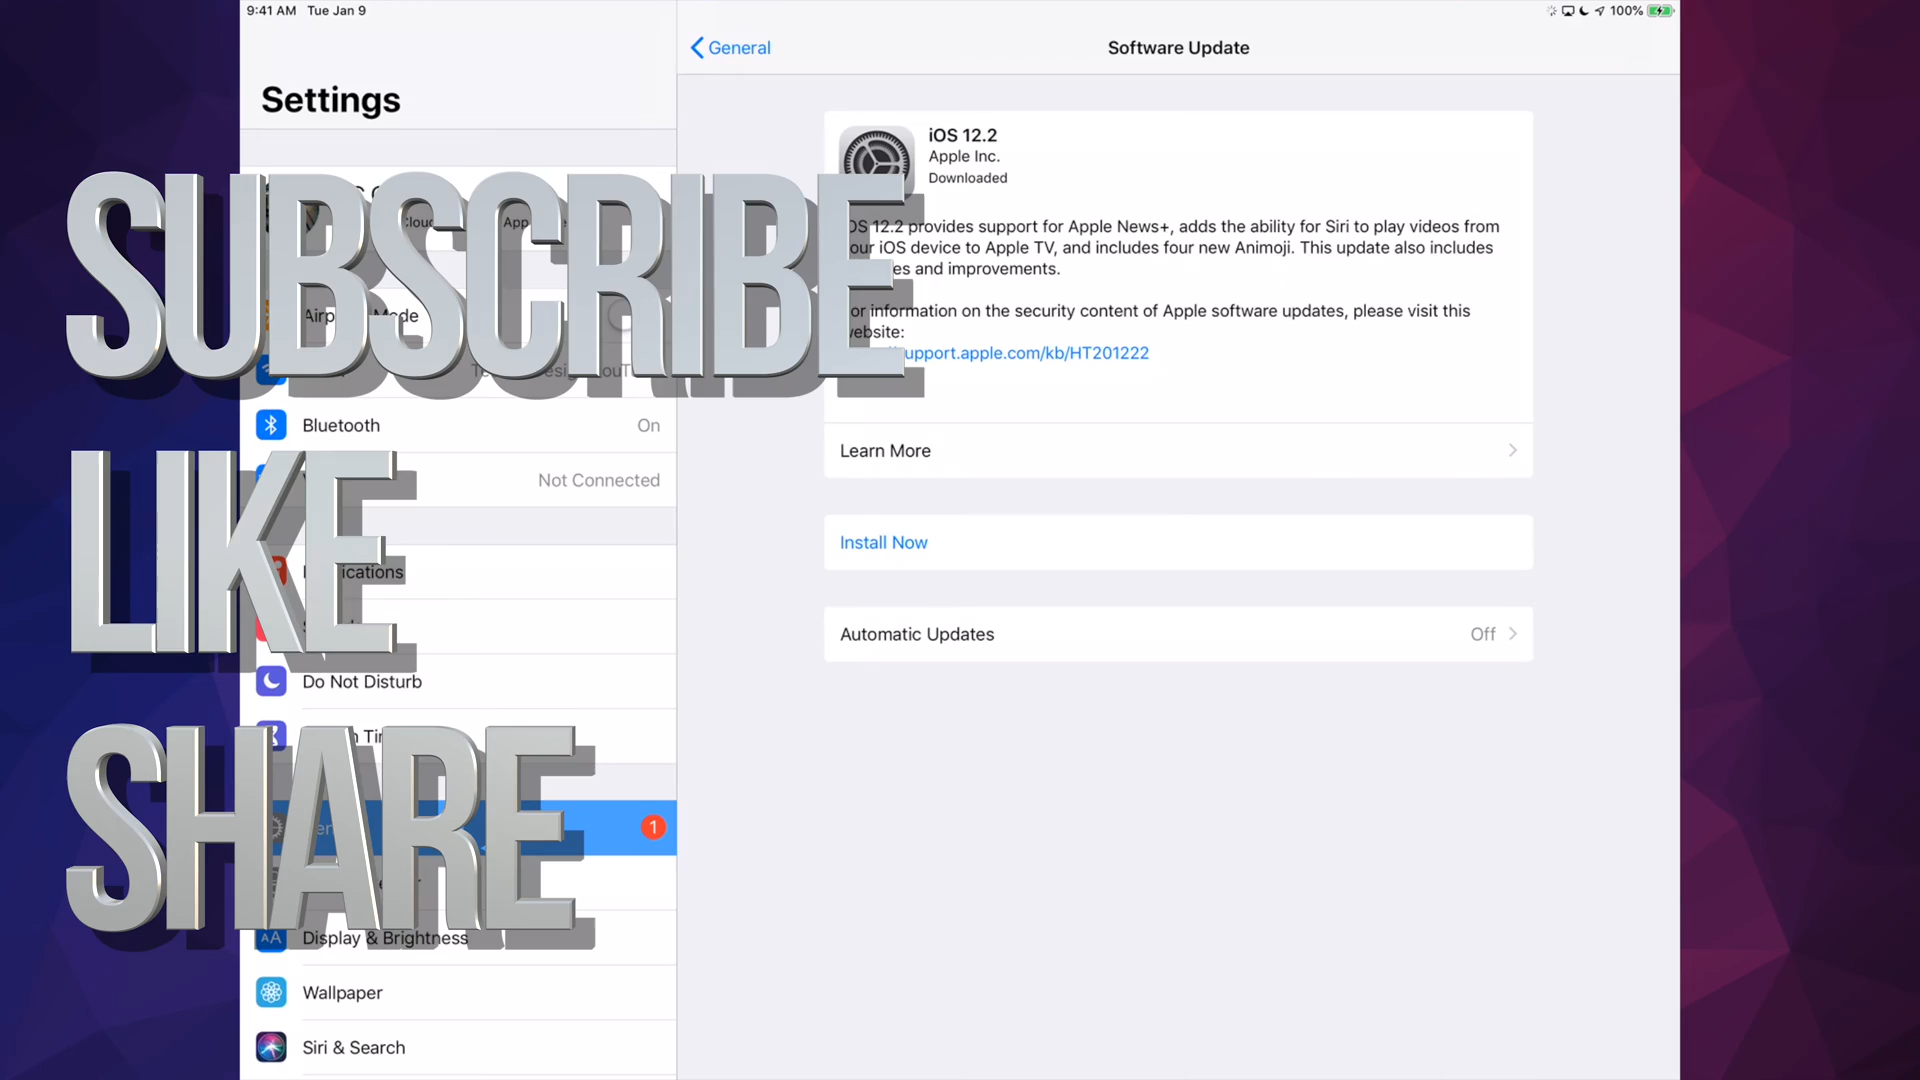 9:41 AM Tue Jan 9
100%
Settings
General
Software Update
iOS 12.2
Apple Inc.
Downloaded
12.2 provides support for Apple News+, adds the ability for Siri to play videos from
iOS device to Apple TV, and includes four new Animoji. This update also includes
and improvements.
information on the security content of Apple software updates, please visit this
support.apple.com/kb/HT201222
Learn More
Install Now
Automatic Updates Off
SUBSCRIBE
LIKE
SHARE
Mode
Bluetooth On
Not Connected
Do Not Disturb
1
Display & Brightness
Wallpaper
Siri & Search